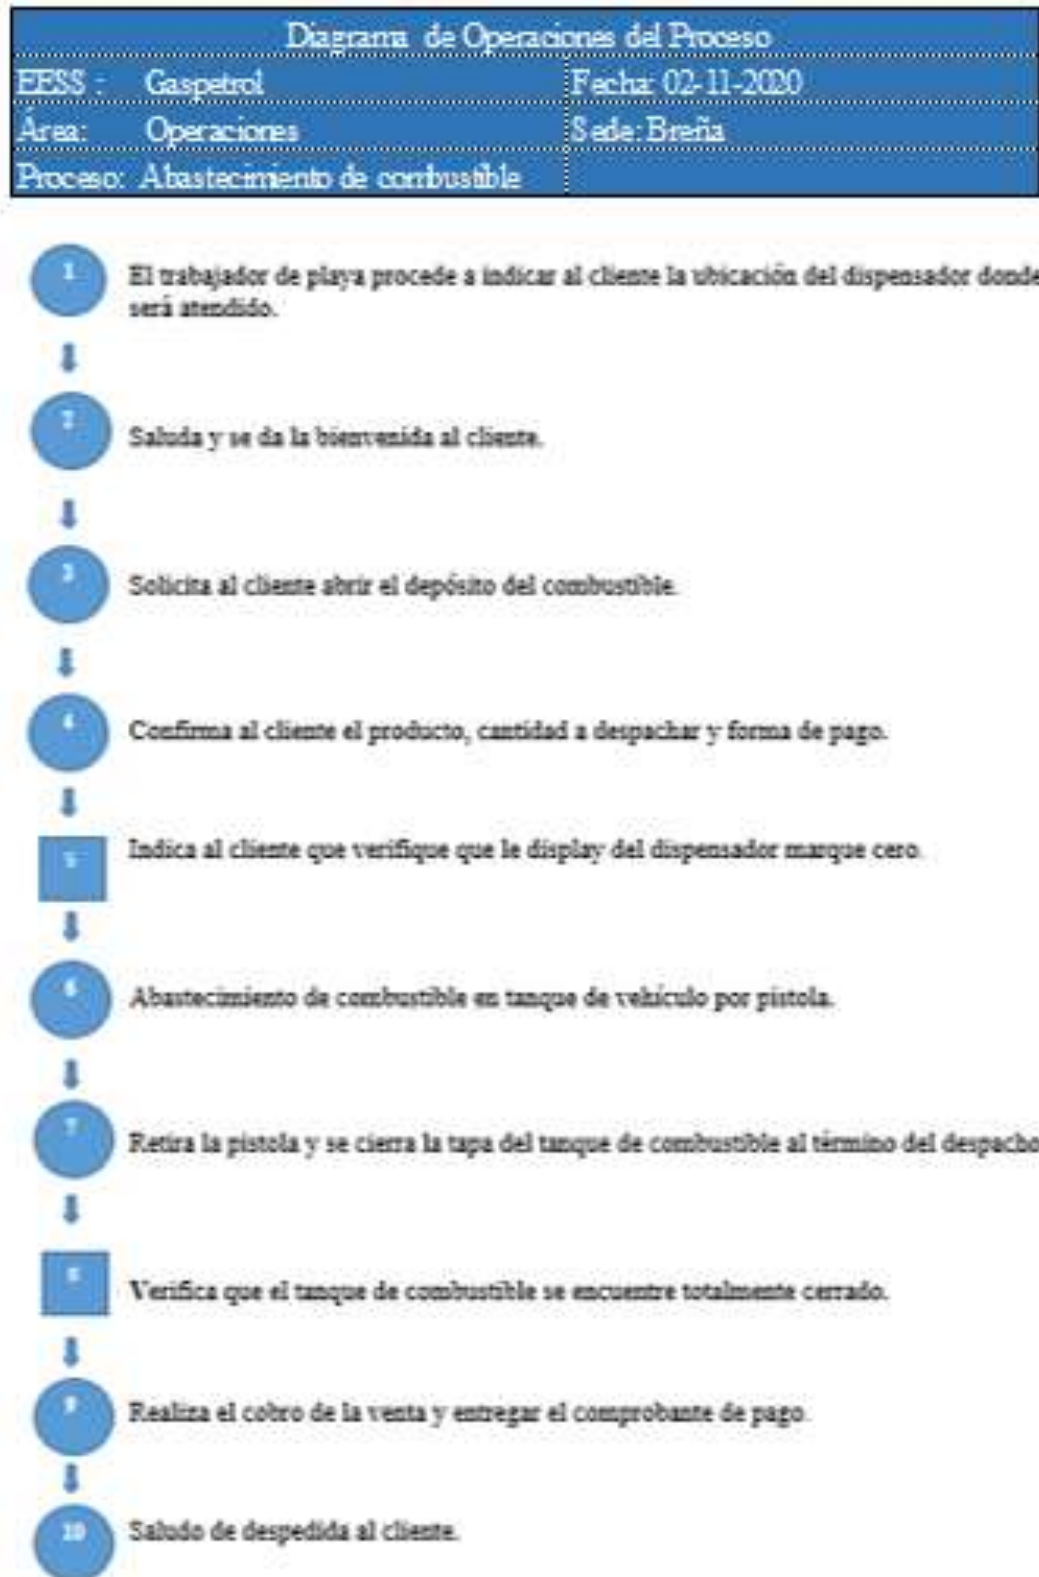 Diagrama de Operaciones del Proceso
EESS : Gaspetrol Fecha: 02-11-2020
Área: Operaciones Sede: Breña
Proceso: Abastecimiento de combustible
1 El trabajador de playa procede a indicar al cliente la ubicación del dispensador donde
será atendido.
2 Saluda y se da la bienvenida al cliente.
3 Solicita al cliente abrir el depósito del combustible.
4 Confirma al cliente el producto, cantidad a despachar y forma de pago.
5 Indica al cliente que verifique que le display del dispensador marque cero.
6 Abastecimiento de combustible en tanque de vehículo por pistola.
7 Retira la pistola y se cierra la tapa del tanque de combustible al término del despacho
8 Verifica que el tanque de combustible se encuentre totalmente cerrado.
9 Realiza el cobro de la venta y entregar el comprobante de pago.
10 Saludo de despedida al cliente.